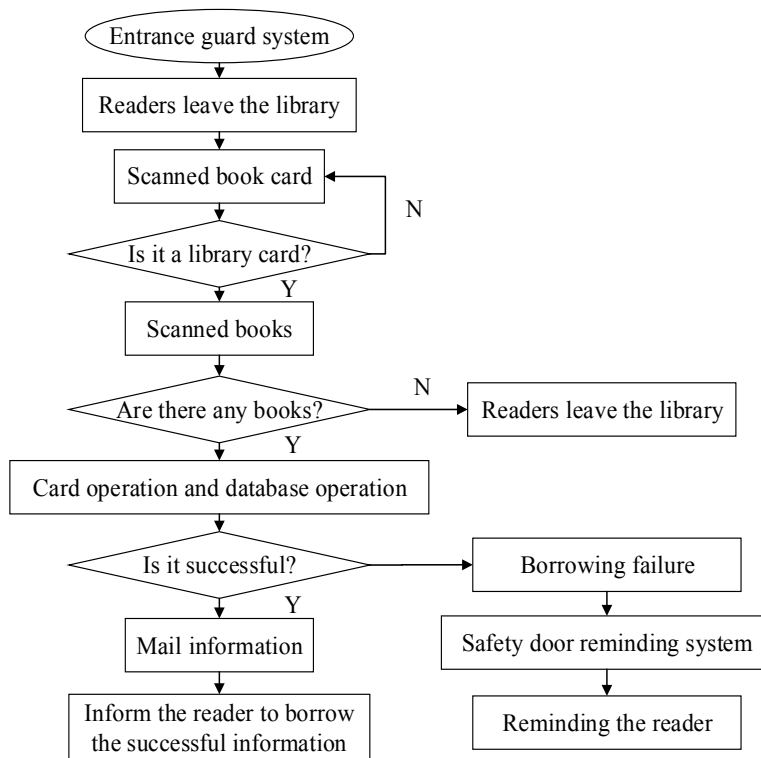 Entrance guard system
Readers leave the library
Scanned book card
N
Is it a library card?
Y
Scanned books
Are there any books?
N
Readers leave the library
Y
Card operation and database operation
Is it successful?
Borrowing failure
Y
Mail information
Safety door reminding system
Inform the reader to borrow
the successful information
Reminding the reader